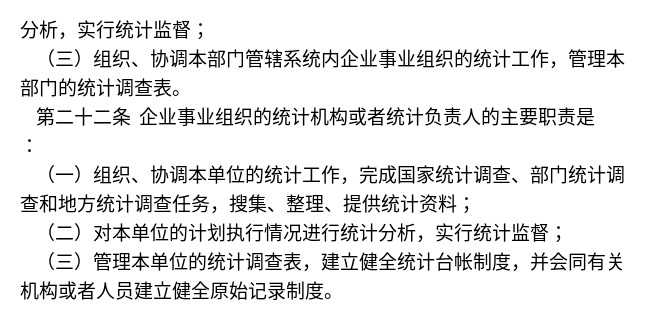 分析，实行统计监督；
（三）组织、协调本部门管辖系统内企业事业组织的统计工作，管理本
部门的统计调查表。
第二十二条 企业事业组织的统计机构或者统计负责人的主要职责是
：
（一）组织、协调本单位的统计工作，完成国家统计调查、部门统计调
查和地方统计调查任务，搜集、整理、提供统计资料；
（二）对本单位的计划执行情况进行统计分析，实行统计监督；
（三）管理本单位的统计调查表，建立健全统计台帐制度，并会同有关
机构或者人员建立健全原始记录制度。